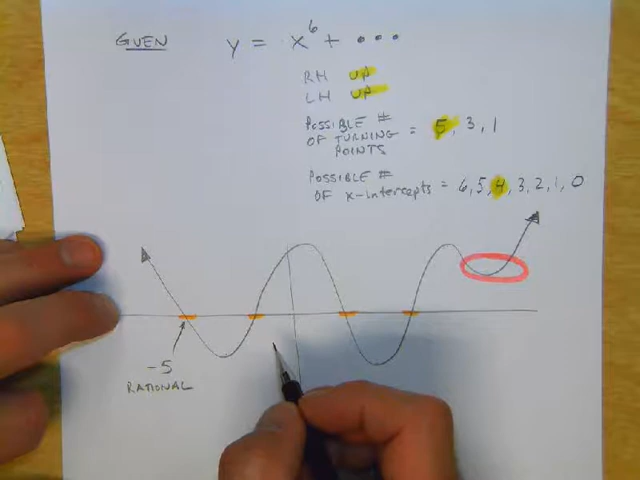 GIVEN y = x⁶ + •••
RH UP
LH UP
POSSIBLE #
OF TURNING = 5, 3, 1
POINTS
POSSIBLE #
OF x-INTERCEPTS = 6, 5, 4, 3, 2, 1, 0
-5
RATIONAL